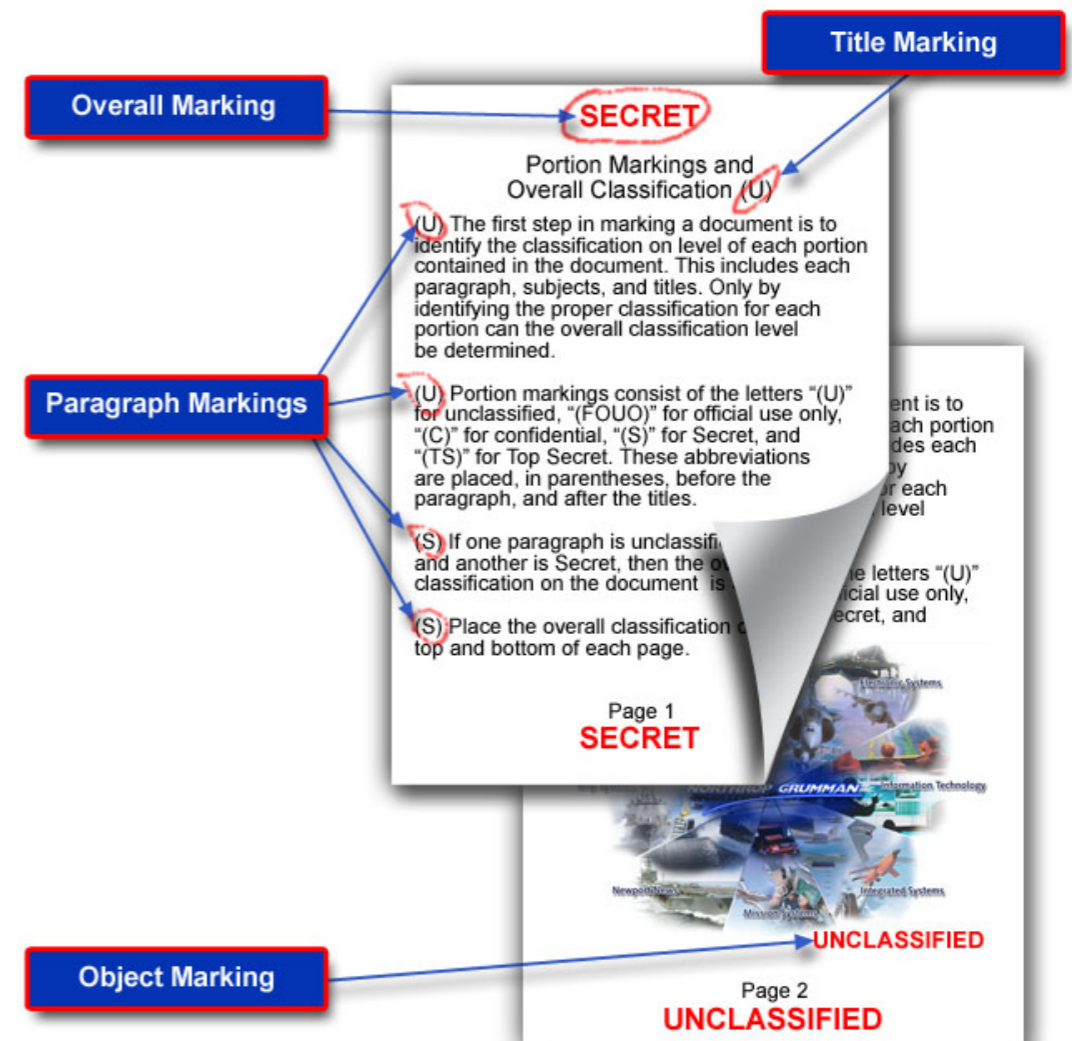 Title Marking
Overall Marking
SECRET
Portion Markings and
Overall Classification (U)
(U) The first step in marking a document is to
identify the classification on level of each portion
contained in the document. This includes each
paragraph, subjects, and titles. Only by
identifying the proper classification for each
portion can the overall classification level
be determined.
Paragraph Markings
(U) Portion markings consist of the letters “(U)”
for unclassified, “(FOUO)” for official use only,
“(C)” for confidential, “(S)” for Secret, and
“(TS)” for Top Secret. These abbreviations
are placed, in parentheses, before the
paragraph, and after the titles.
(S) If one paragraph is
and another is Secret, then the
classification on the document is
(S) Place the overall classification
top and bottom of each page.
Page 1
SECRET
is to
portion
each
by
each
level
letters “(U)”
use only,
and
Electronic Systems
Information Technology
NORTHROP GRUMMAN
Newport News
Integrated Systems
Mission Systems
UNCLASSIFIED
Object Marking
Page 2
UNCLASSIFIED